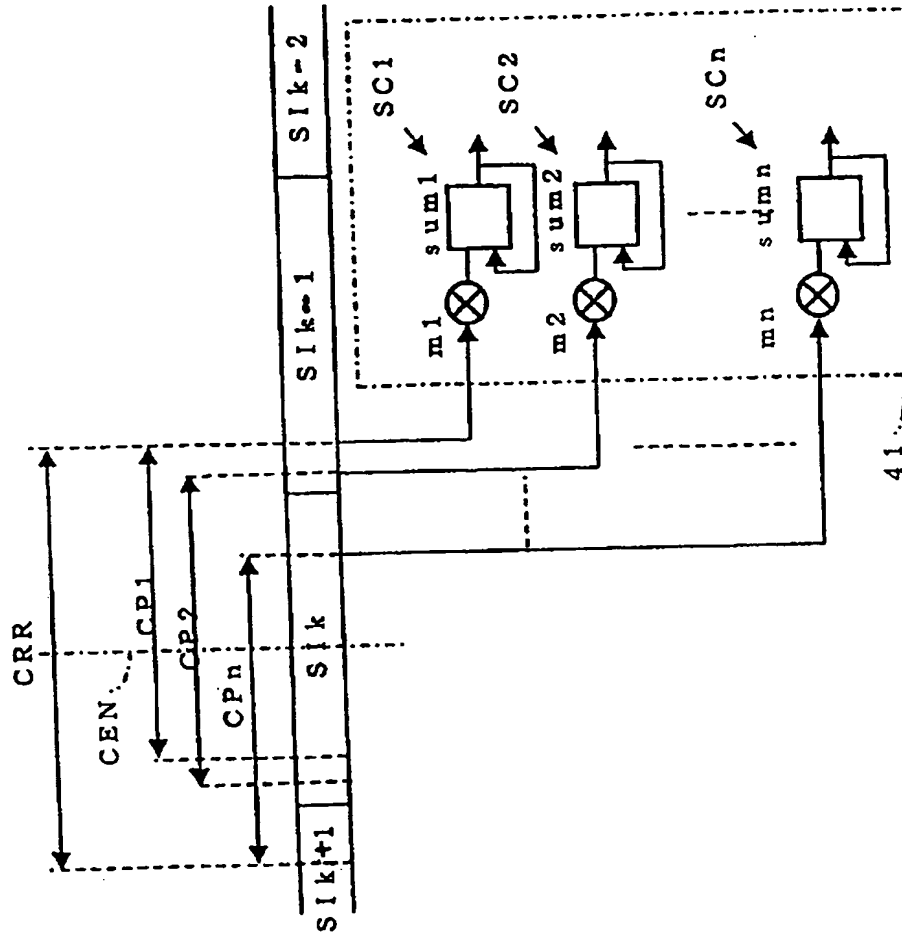 CRR
CEN
CP1
CP2
CPn
SIk+1
SIk
SIk-1
SIk-2
SC1
sum1
m1
SC2
sum2
m2
SCn
sumn
mn
41